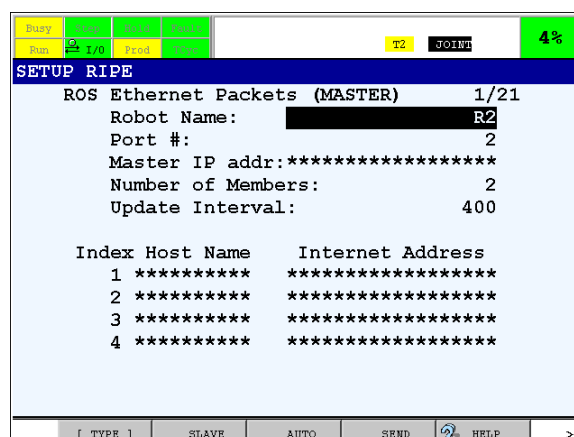 Busy Step Hold Fault
Run I/O Prod TCyc
T2 JOINT 4%
SETUP RIPE
ROS Ethernet Packets (MASTER) 1/21
Robot Name: R2
Port #: 2
Master IP addr:******************
Number of Members: 2
Update Interval: 400
Index Host Name Internet Address
1 ********** ******************
2 ********** ******************
3 ********** ******************
4 ********** ******************
[ TYPE ] SLAVE AUTO SEND HELP >